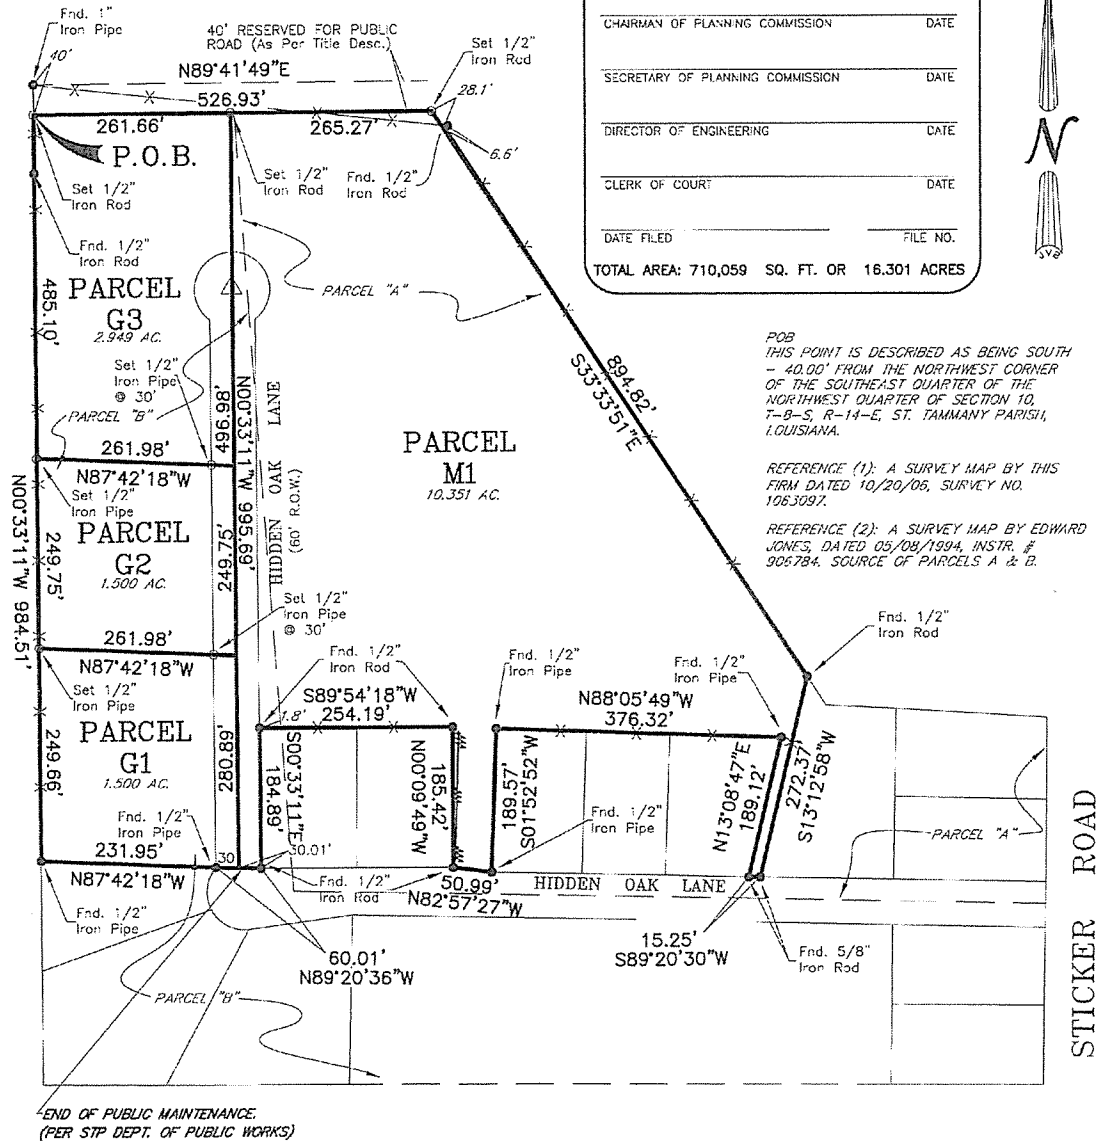 Fnd. 1"
Iron Pipe
40'
40' RESERVED FOR PUBLIC
ROAD (As Per Title Desc.)
N89°41'49"E
526.93'
261.66'
265.27'
Set 1/2"
Iron Rod
28.1'
6.6'
P.O.B.
Set 1/2"
Iron Rod
Set 1/2"
Iron Rod
Fnd. 1/2"
Iron Rod
Fnd. 1/2"
Iron Rod
CHAIRMAN OF PLANNING COMMISSION DATE
SECRETARY OF PLANNING COMMISSION DATE
DIRECTOR OF ENGINEERING DATE
CLERK OF COURT DATE
DATE FILED FILE NO.
TOTAL AREA: 710,059 SQ. FT. OR 16.301 ACRES
N
JVB
PARCEL
G3
2.949 AC.
485.10'
PARCEL "A"
Set 1/2"
Iron Pipe
@ 30'
PARCEL "B"
496.98'
N00°33'11"W 995.69'
HIDDEN OAK LANE
(60' R.O.W.)
PARCEL
M1
10.351 AC.
894.82'
S33°33'51"E
POB
THIS POINT IS DESCRIBED AS BEING SOUTH
- 40.00' FROM THE NORTHWEST CORNER
OF THE SOUTHEAST QUARTER OF THE
NORTHWEST QUARTER OF SECTION 10,
T-8-S, R-14-E, ST. TAMMANY PARISH,
LOUISIANA.
REFERENCE (1): A SURVEY MAP BY THIS
FIRM DATED 10/20/06, SURVEY NO.
1063097.
REFERENCE (2): A SURVEY MAP BY EDWARD
JONES, DATED 05/08/1994, INSTR. #
906784. SOURCE OF PARCELS A & B.
261.98'
N87°42'18"W
Set 1/2"
Iron Pipe
N00°33'11"W 984.51'
249.75'
PARCEL
G2
1.500 AC.
249.75'
Set 1/2"
Iron Pipe
@ 30'
261.98'
N87°42'18"W
Set 1/2"
Iron Pipe
Fnd. 1/2"
Iron Rod
Fnd. 1/2"
Iron Rod
Fnd. 1/2"
Iron Pipe
Fnd. 1/2"
Iron Pipe
S89°54'18"W
254.19'
1.8'
N88°05'49"W
376.32'
PARCEL
G1
1.500 AC.
249.66'
280.89'
S00°33'11"E
184.89'
N00°09'49"W
185.42'
189.57'
S01°52'52"W
N13°08'47"E
189.12'
272.37'
S13°12'58"W
Fnd. 1/2"
Iron Pipe
Fnd. 1/2"
Iron Rod
231.95'
N87°42'18"W
30
30.01'
Fnd. 1/2"
Iron Rod
50.99'
N82°57'27"W
HIDDEN OAK LANE
PARCEL "A"
STICKER ROAD
Fnd. 1/2"
Iron Pipe
60.01'
N89°20'36"W
15.25'
S89°20'30"W
Fnd. 5/8"
Iron Rod
PARCEL "B"
END OF PUBLIC MAINTENANCE.
(PER STP DEPT. OF PUBLIC WORKS)